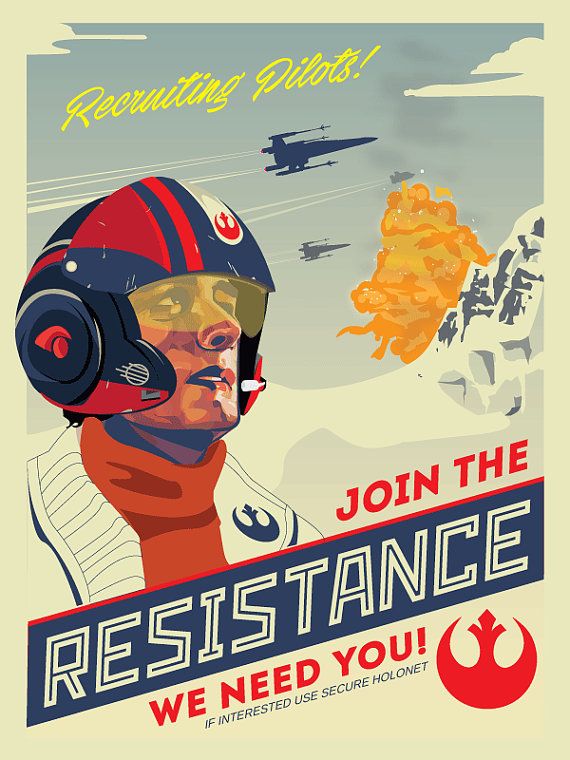 Recruiting Pilots!
JOIN THE
RESISTANCE
WE NEED YOU!
IF INTERESTED USE SECURE HOLONET